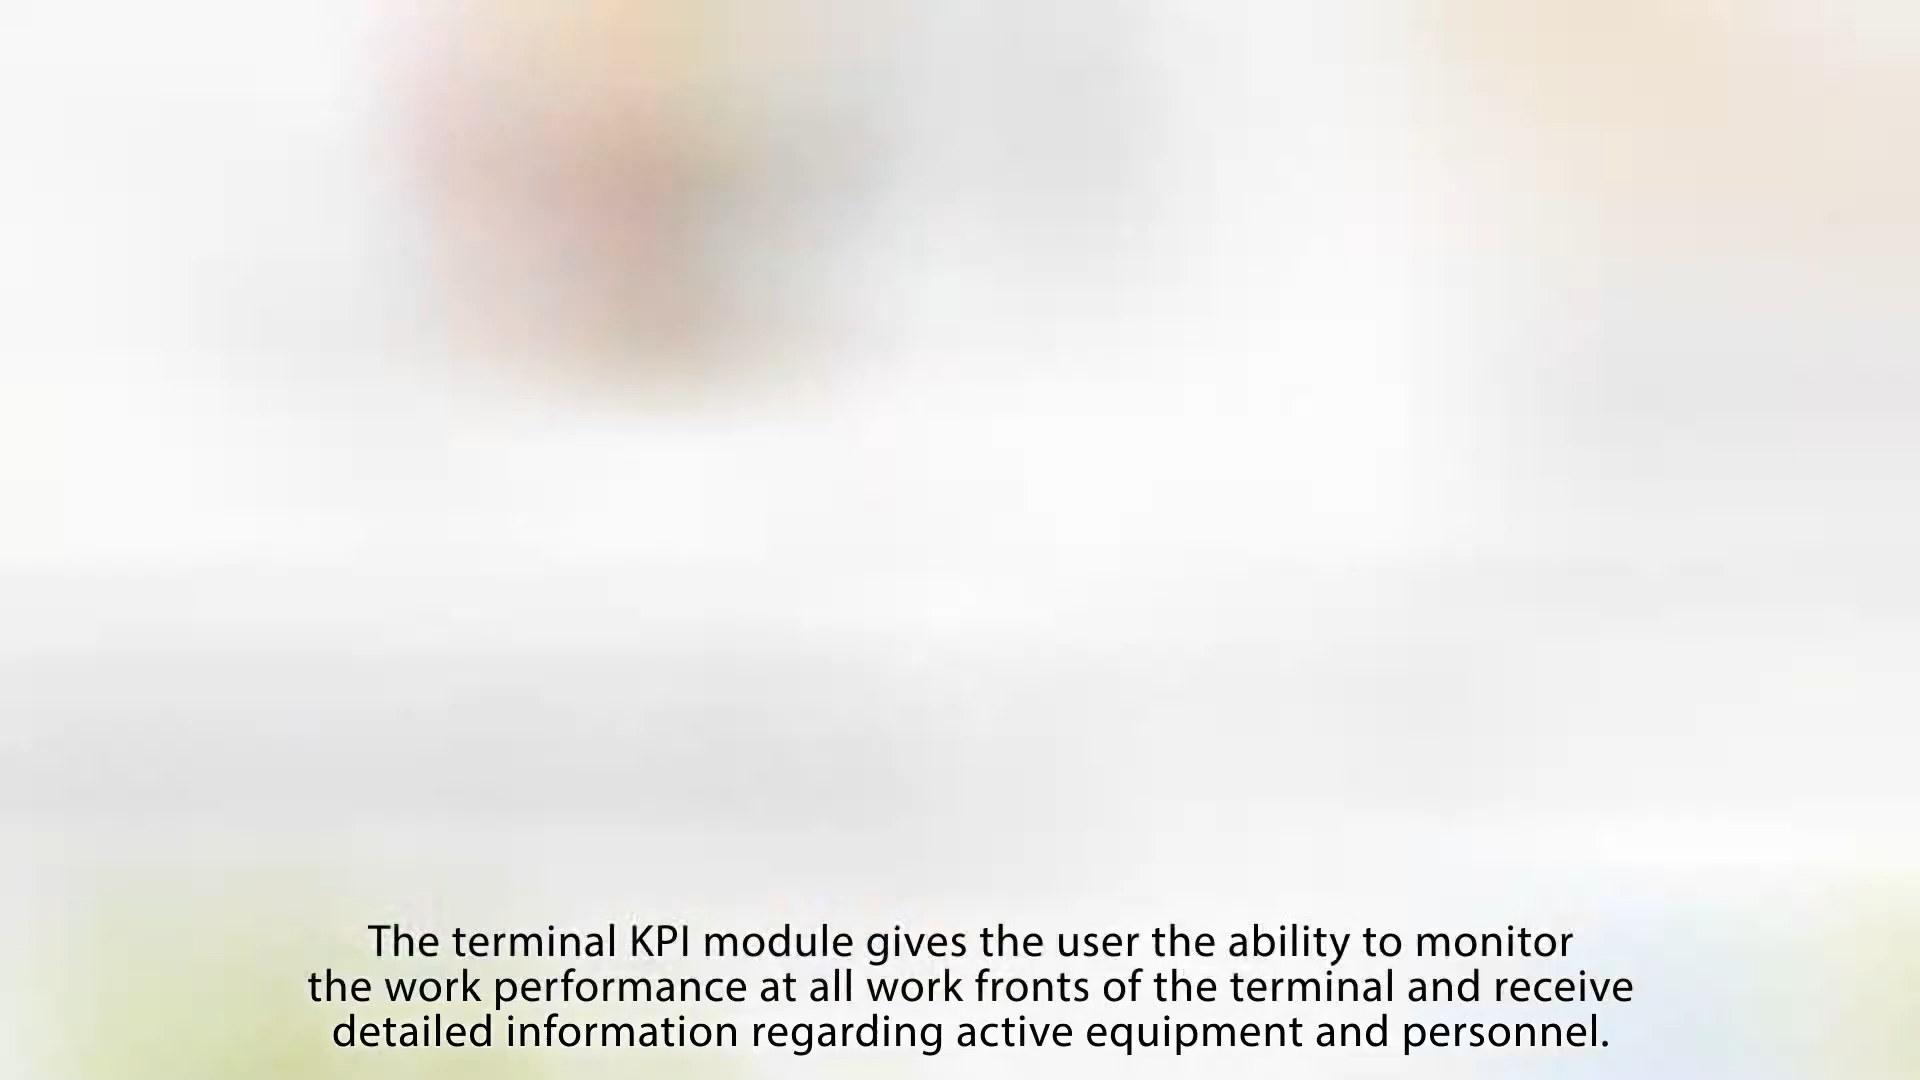 The terminal KPI module gives the user the ability to monitor
the work performance at all work fronts of the terminal and receive
detailed information regarding active equipment and personnel.